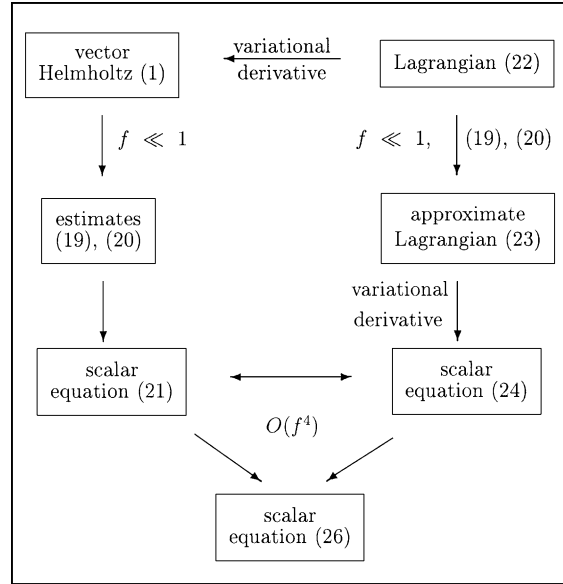 vector
Helmholtz (1)
variational
derivative
Lagrangian (22)
f ≪ 1
f ≪ 1, (19), (20)
estimates
(19), (20)
approximate
Lagrangian (23)
variational
derivative
scalar
equation (21)
scalar
equation (24)
O(f⁴)
scalar
equation (26)